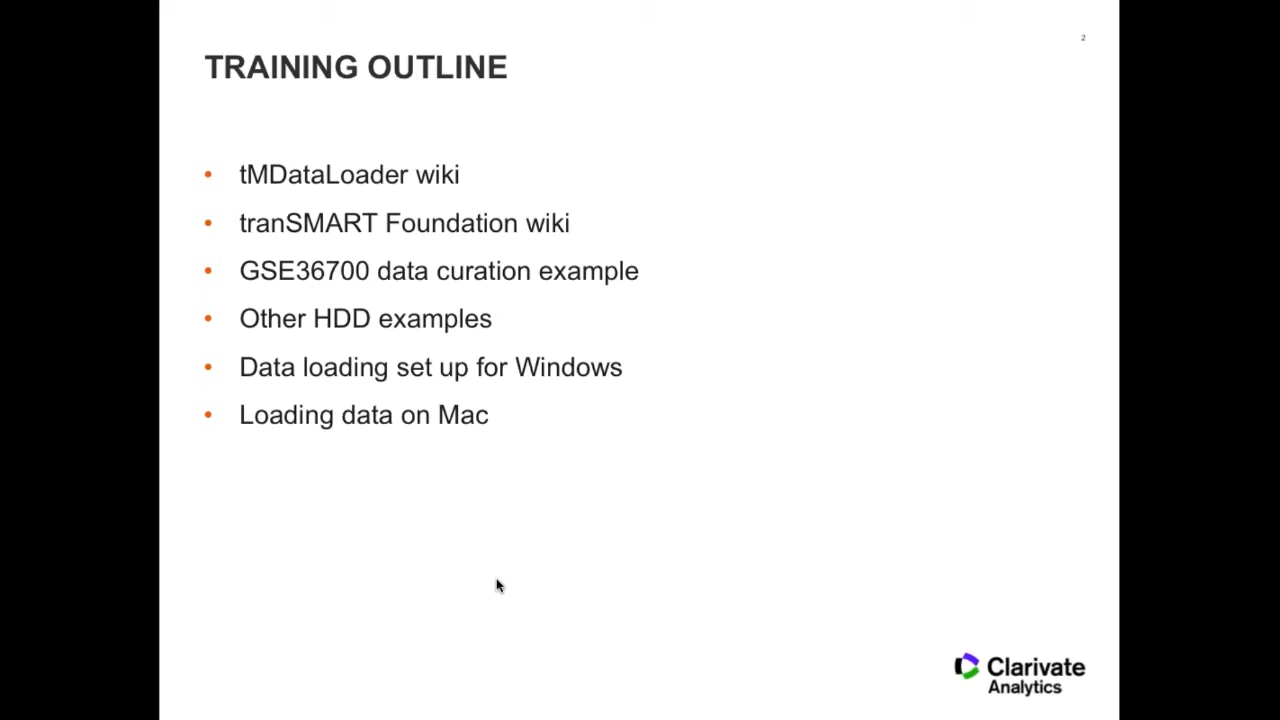 2
TRAINING OUTLINE
• tMDataLoader wiki
• tranSMART Foundation wiki
• GSE36700 data curation example
• Other HDD examples
• Data loading set up for Windows
• Loading data on Mac
Clarivate
Analytics